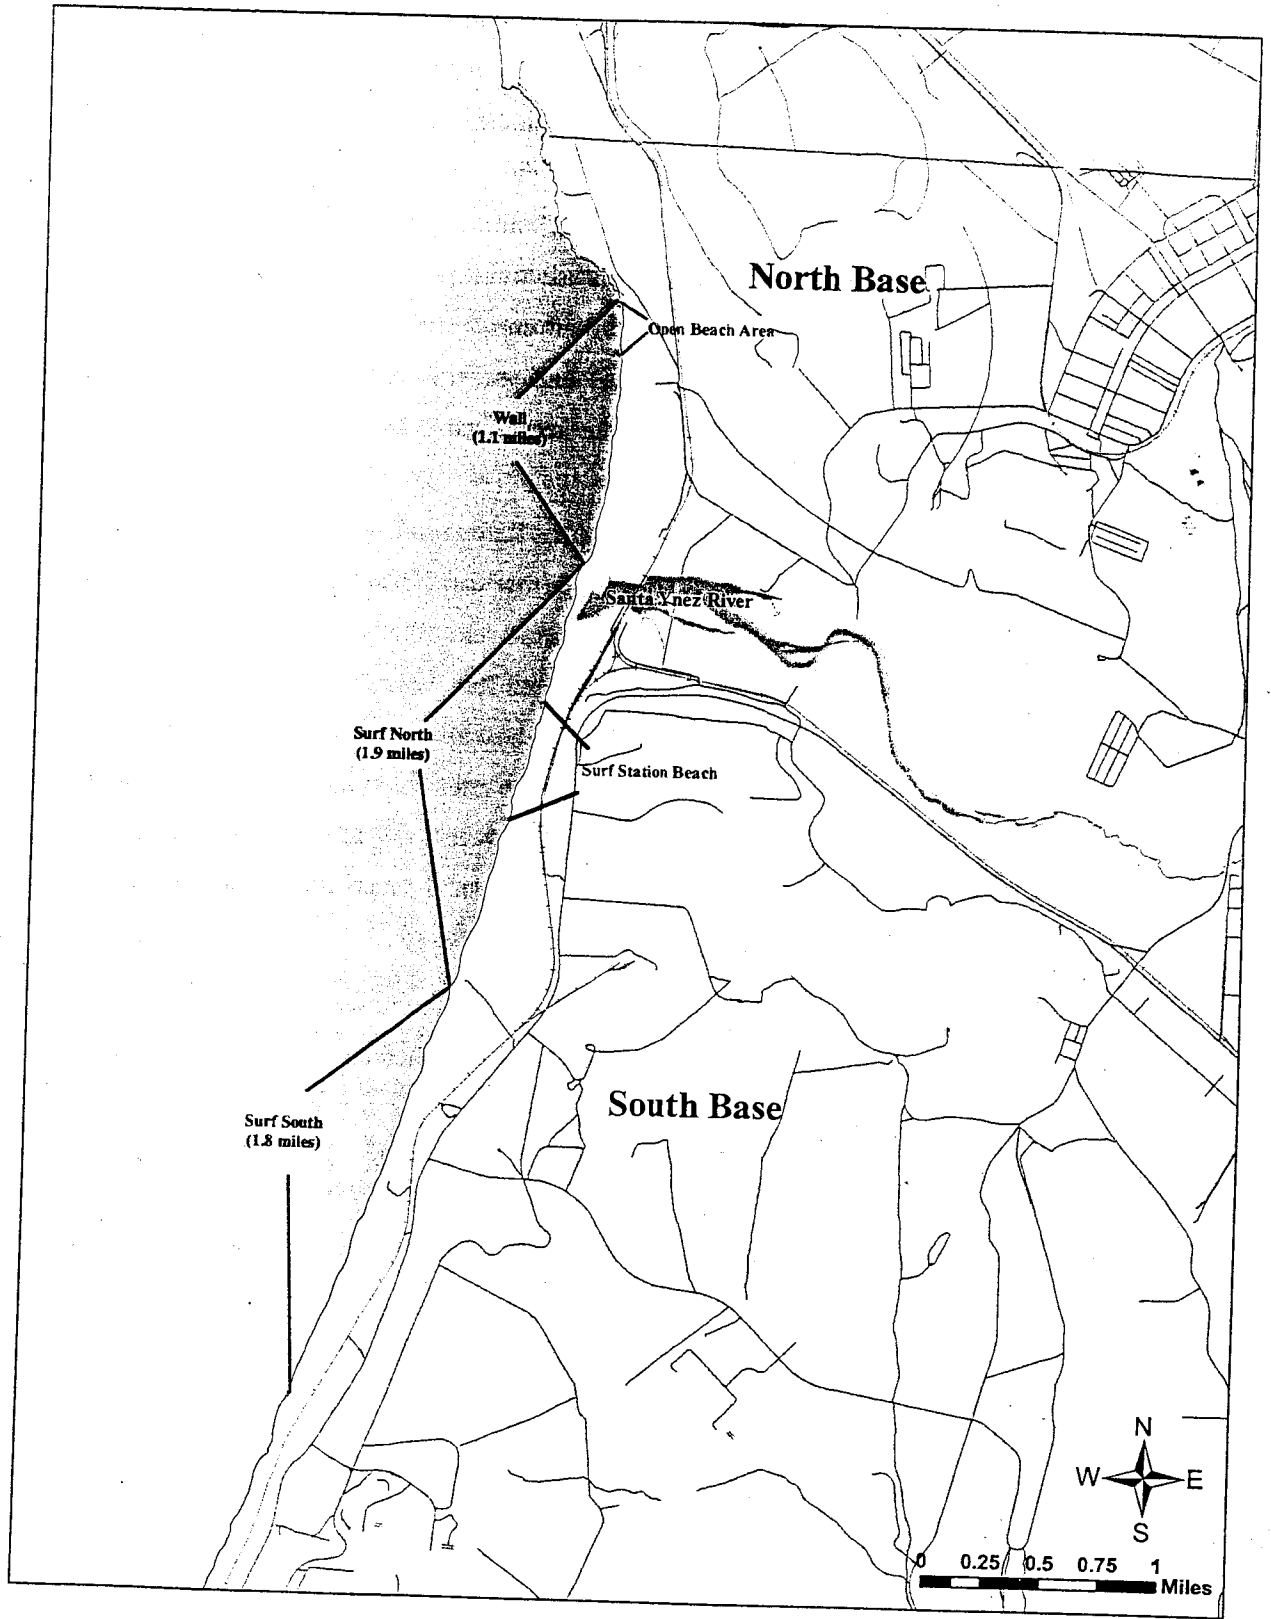 North Base
Open Beach Area
Wall
(1.1 miles)
Santa Ynez River
Surf North
(1.9 miles)
Surf Station Beach
South Base
Surf South
(1.8 miles)
N
W E
S
0 0.25 0.5 0.75 1
Miles